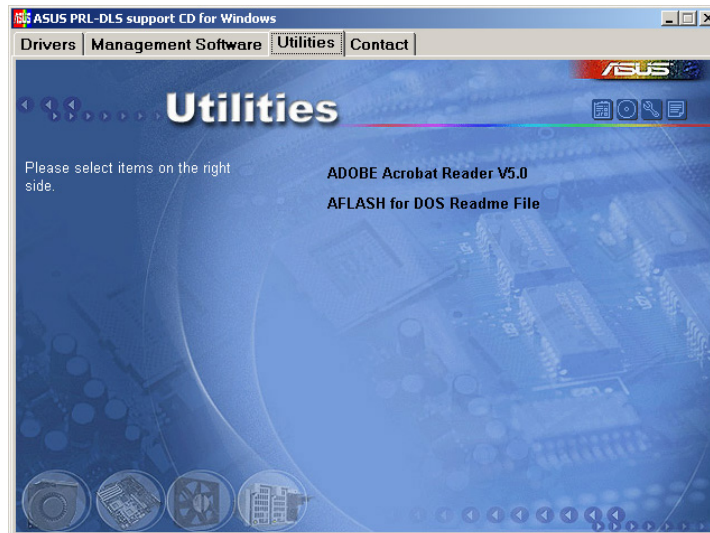 ASUS PRL-DLS support CD for Windows
Drivers Management Software Utilities Contact
ASUS
Utilities
Please select items on the right
side.
ADOBE Acrobat Reader V5.0
AFLASH for DOS Readme File